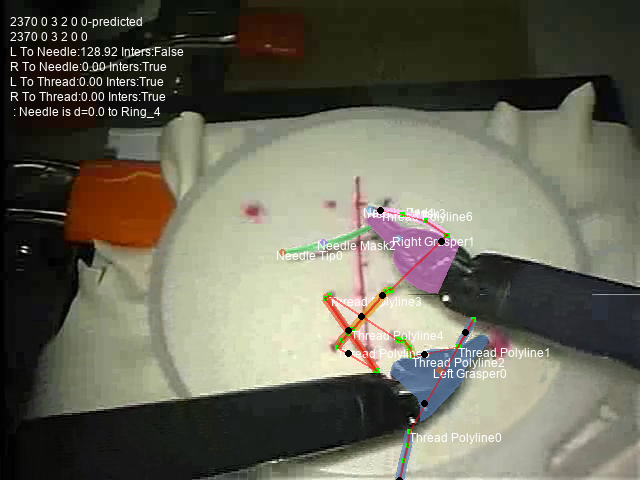 2370 0 3 2 0 0-predicted
2370 0 3 2 0 0
L To Needle:128.92 Inters:False
R To Needle:0.00 Inters:True
L To Thread:0.00 Inters:True
R To Thread:0.00 Inters:True
: Needle is d=0.0 to Ring_4
Thread Polyline6
Right Grasper1
Needle Mask2
Needle Tip0
Thread Polyline3
Thread Polyline4
Thread Polyline1
Thread Polyline2
Left Grasper0
Thread Polyline0